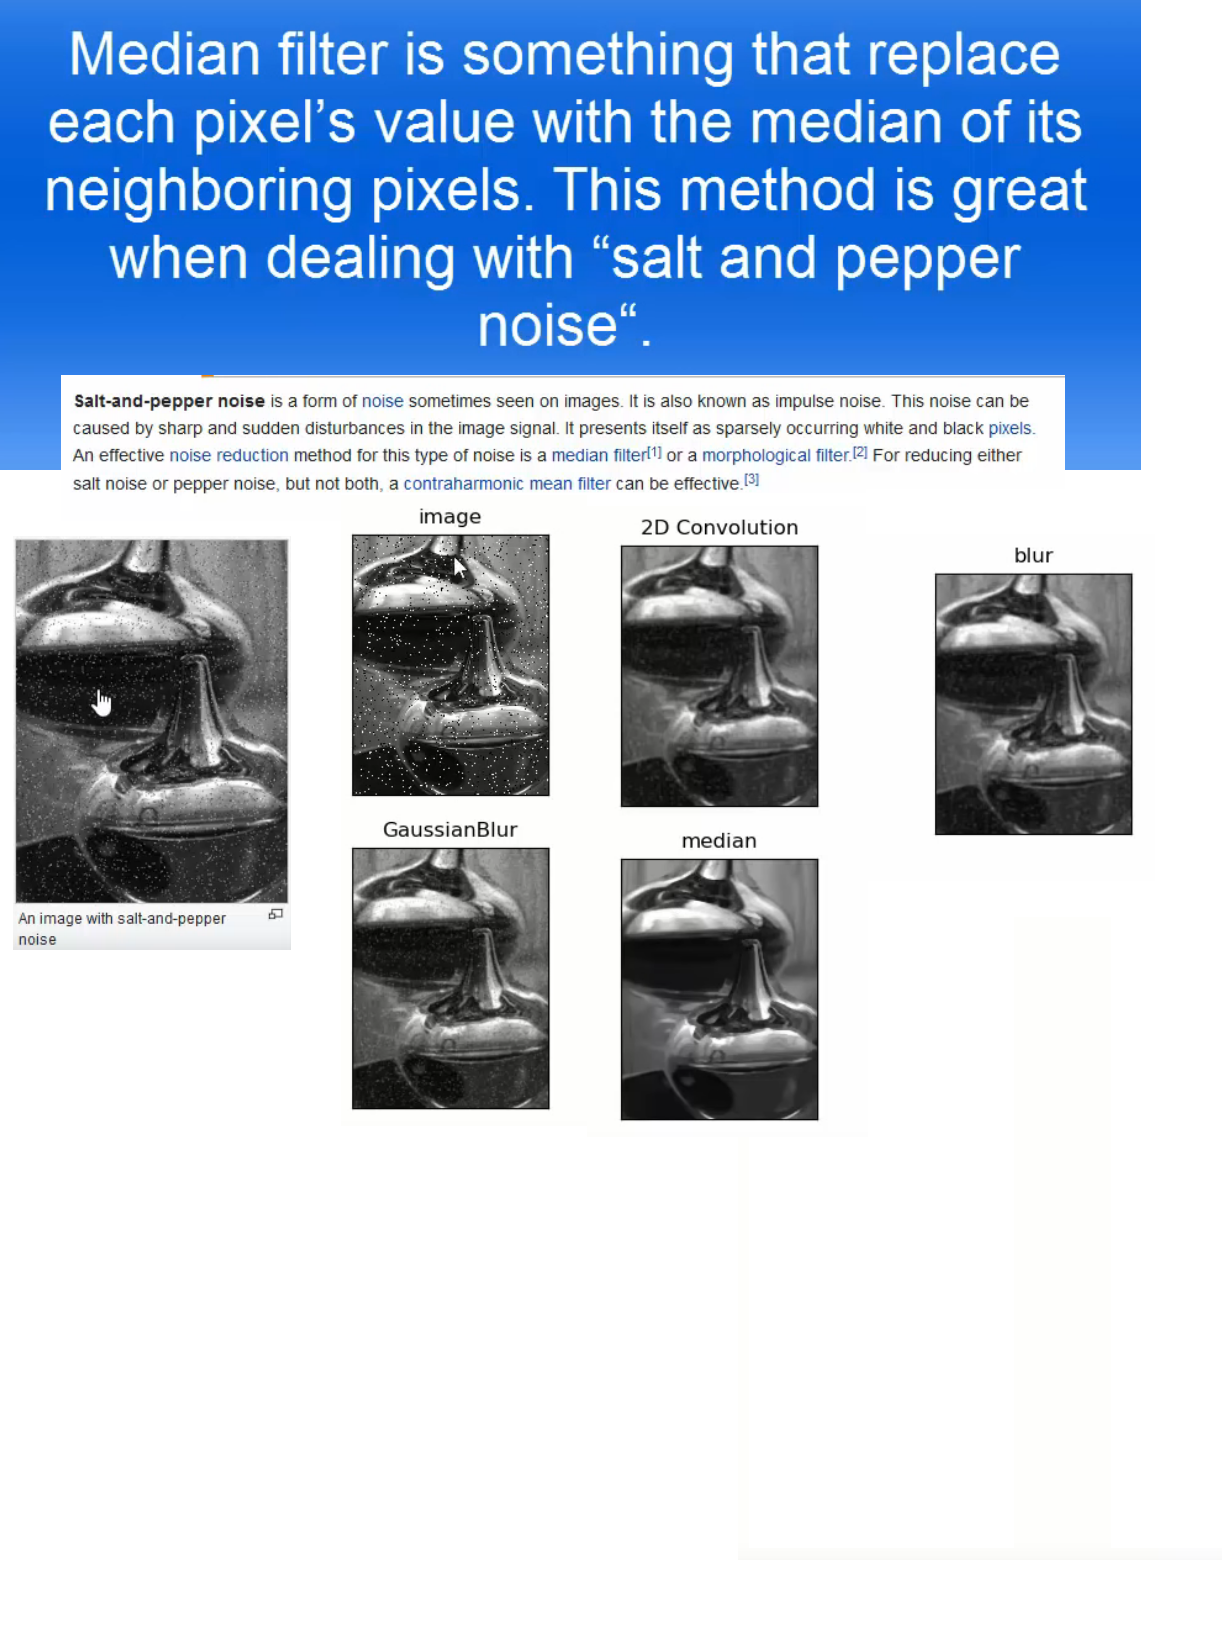 Median filter is something that replace
each pixel’s value with the median of its
neighboring pixels. This method is great
when dealing with “salt and pepper
noise“.
Salt-and-pepper noise is a form of noise sometimes seen on images. It is also known as impulse noise. This noise can be
caused by sharp and sudden disturbances in the image signal. It presents itself as sparsely occurring white and black pixels.
An effective noise reduction method for this type of noise is a median filter[1] or a morphological filter.[2] For reducing either
salt noise or pepper noise, but not both, a contraharmonic mean filter can be effective.[3]
image
2D Convolution
blur
GaussianBlur
median
An image with salt-and-pepper
noise